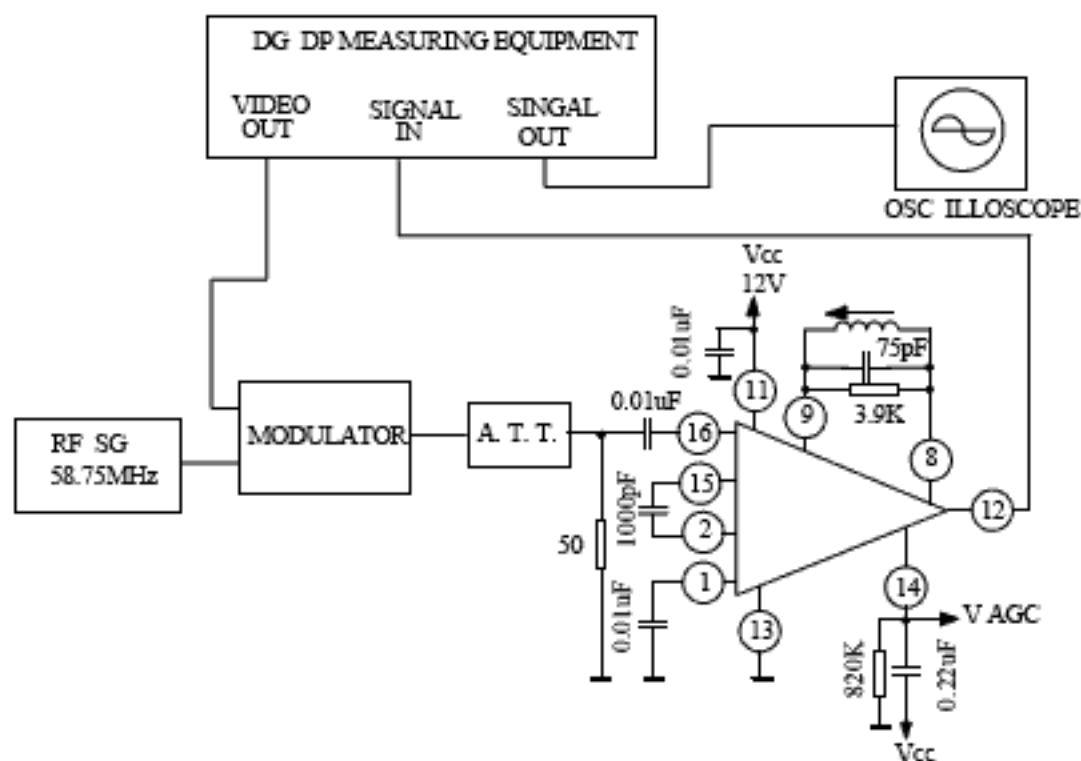 DG DP MEASURING EQUIPMENT
VIDEO
OUT
SIGNAL
IN
SINGAL
OUT
OSC ILLOSCOPE
Vcc
12V
0.01uF
75pF
3.9K
11
9
8
RF SG
58.75MHz
MODULATOR
A. T. T.
0.01uF
16
15
2
1
1000pF
50
0.01uF
13
12
14
V AGC
820K
0.22uF
Vcc